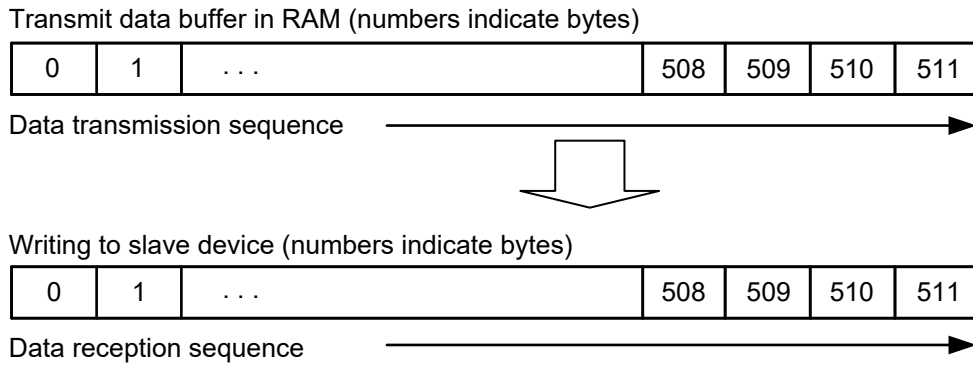 Transmit data buffer in RAM (numbers indicate bytes)
0 1 . . . 508 509 510 511
Data transmission sequence
Writing to slave device (numbers indicate bytes)
0 1 . . . 508 509 510 511
Data reception sequence